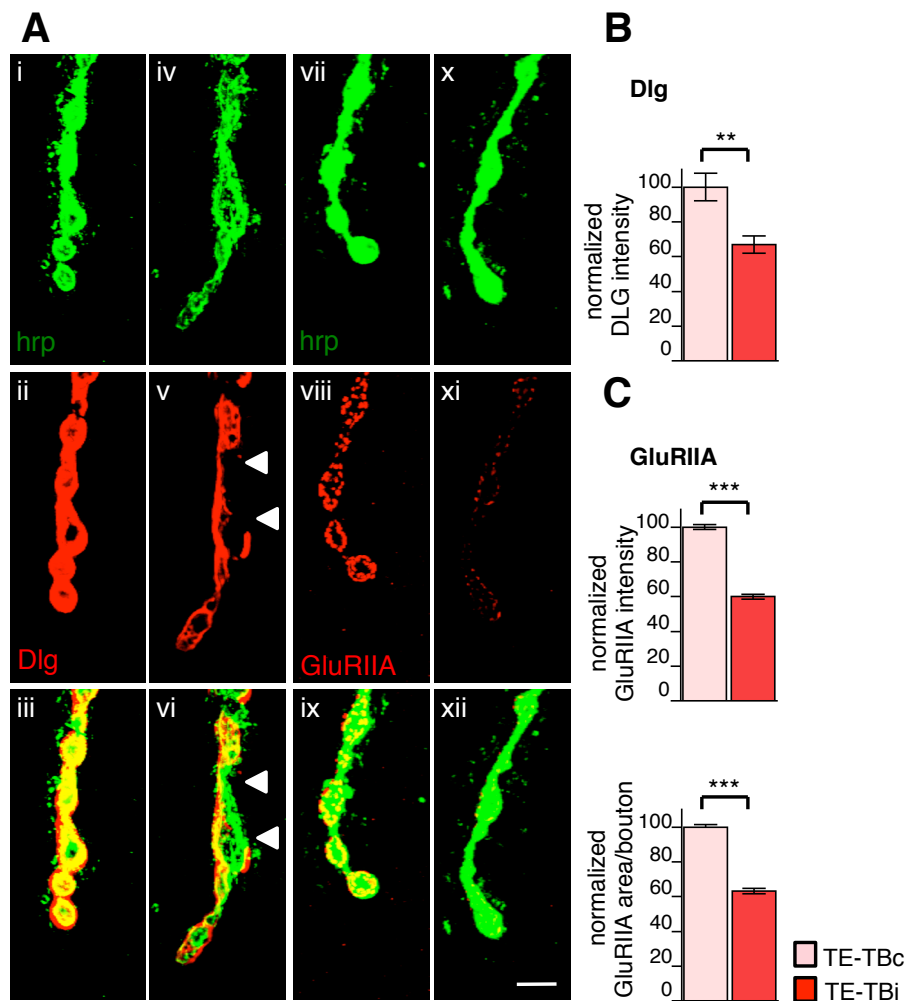 A
B
i
iv
vii
x
hrp
hrp
ii
v
viii
xi
Dlg
GluRIIA
iii
vi
ix
xii
Dlg
**
normalized
DLG intensity
100
80
60
40
20
0
C
GluRIIA
***
normalized
GluRIIA intensity
100
80
60
40
20
0
***
normalized
GluRIIA area/bouton
100
80
60
40
20
0
TE-TBc
TE-TBi